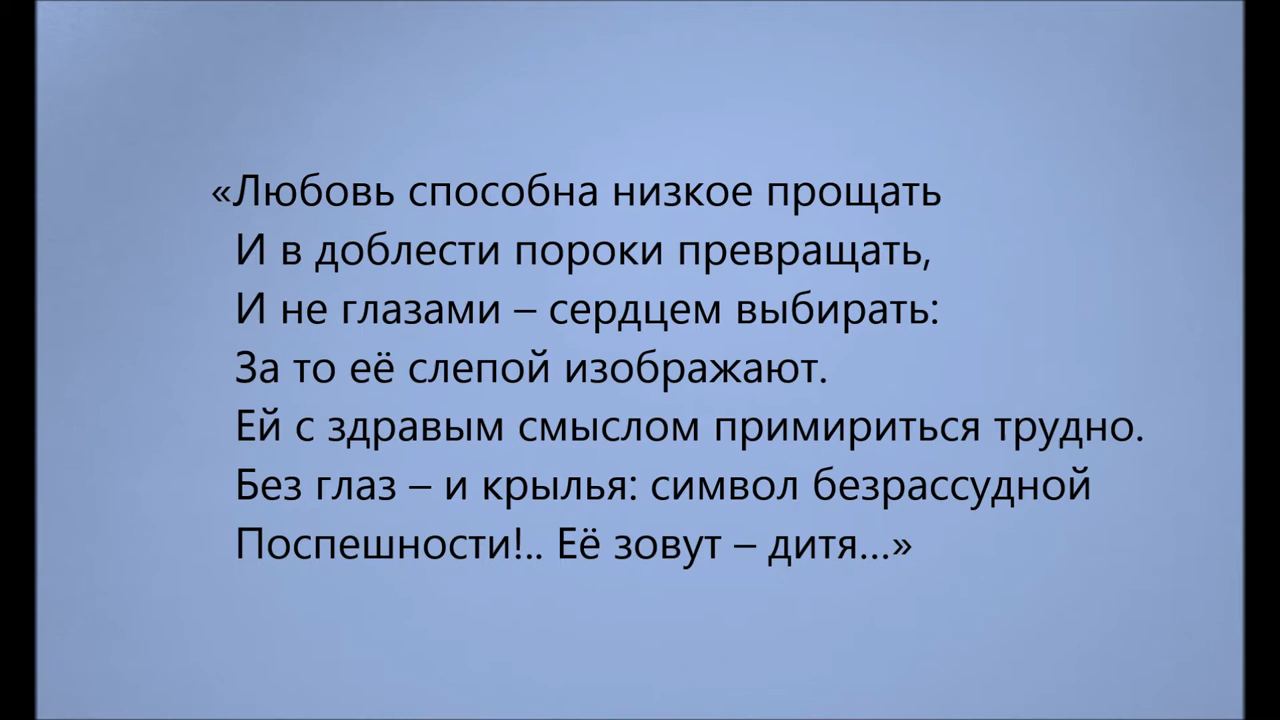 «Любовь способна низкое прощать
И в доблести пороки превращать,
И не глазами – сердцем выбирать:
За то её слепой изображают.
Ей с здравым смыслом примириться трудно.
Без глаз – и крылья: символ безрассудной
Поспешности!.. Её зовут – дитя...»